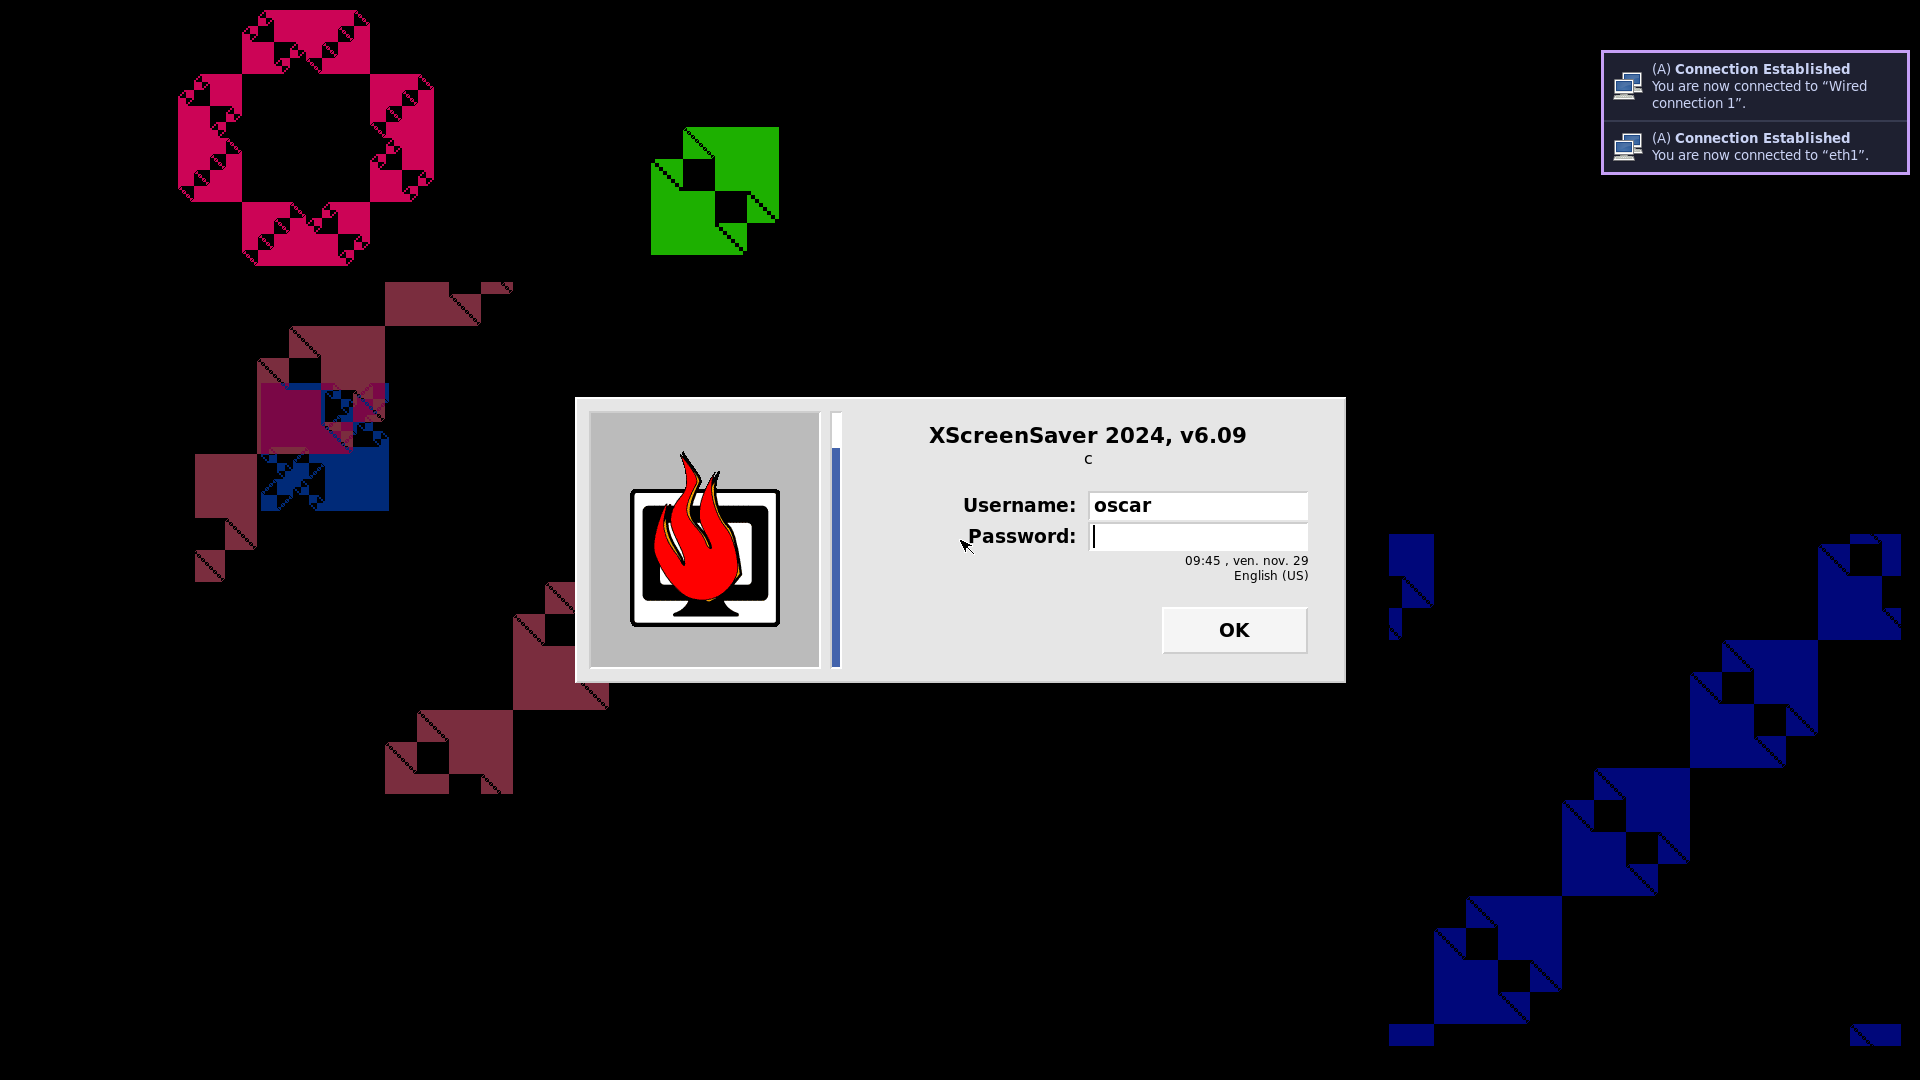 (A) Connection Established
You are now connected to “Wired
connection 1”.
(A) Connection Established
You are now connected to “eth1”.
XScreenSaver 2024, v6.09
c
Username: oscar
Password:
09:45 , ven. nov. 29
English (US)
OK